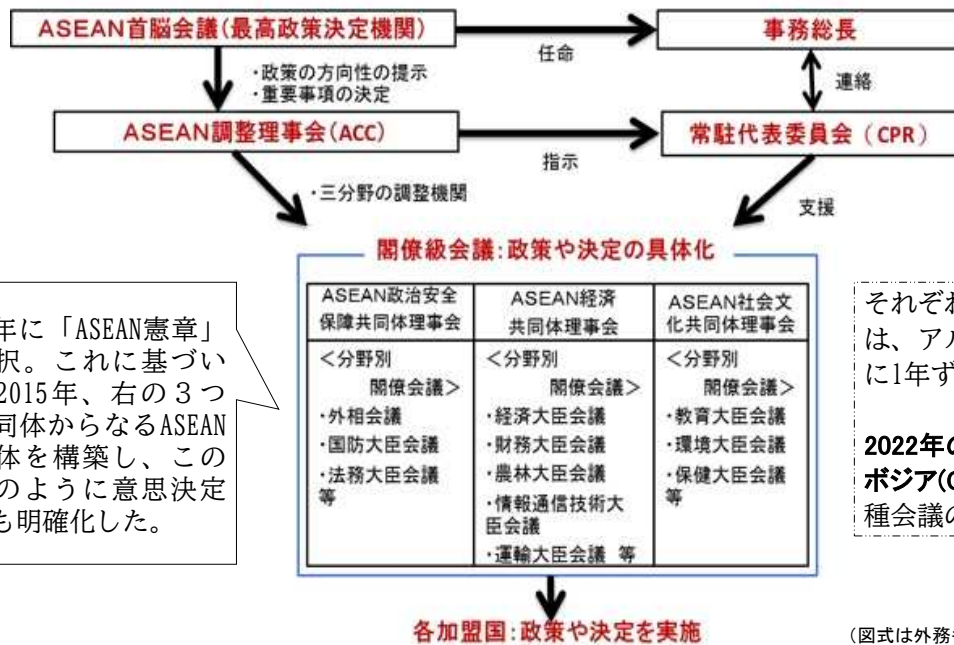 ASEAN首脳会議(最高政策決定機関)
事務総長
任命
・政策の方向性の提示
・重要事項の決定
連絡
ASEAN調整理事会(ACC)
常駐代表委員会(CPR)
指示
・三分野の調整機関
支援
閣僚級会議:政策や決定の具体化
ASEAN政治安全
保障共同体理事会
<分野別
閣僚会議>
・外相会議
・国防大臣会議
・法務大臣会議
等
ASEAN経済
共同体理事会
<分野別
閣僚会議>
・経済大臣会議
・財務大臣会議
・農林大臣会議
・情報通信技術大
臣会議
・運輸大臣会議 等
ASEAN社会文
化共同体理事会
<分野別
閣僚会議>
・教育大臣会議
・環境大臣会議
・保健大臣会議
等
年に「ASEAN憲章」
択。これに基づい
2015年、右の3つ
同体からなるASEAN
体を構築し、この
のように意思決定
も明確化した。
それぞれ
は、アル
に1年ず
2022年の
ボジア(C
種会議の
各加盟国:政策や決定を実施
(図式は外務